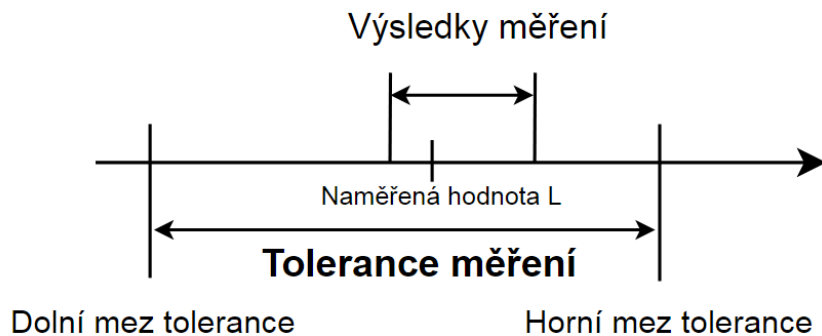 Výsledky měření
Naměřená hodnota L
Tolerance měření
Dolní mez tolerance
Horní mez tolerance